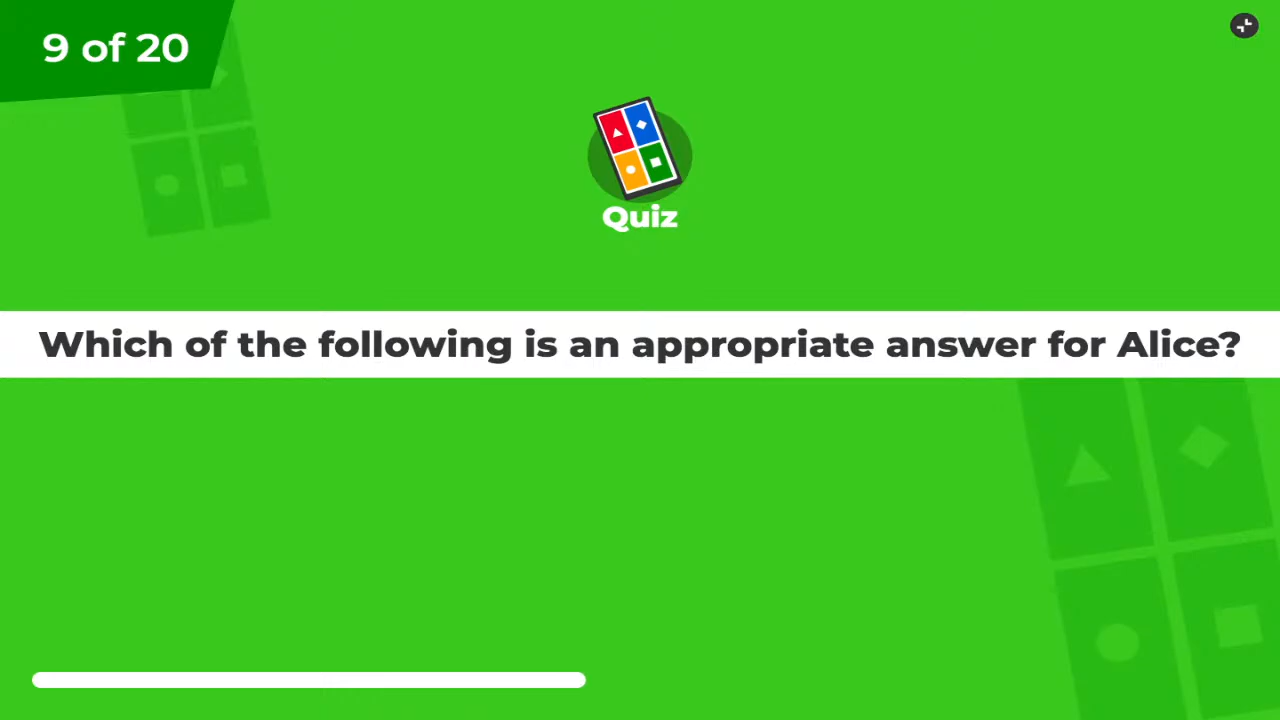 9 of 20
Quiz
Which of the following is an appropriate answer for Alice?